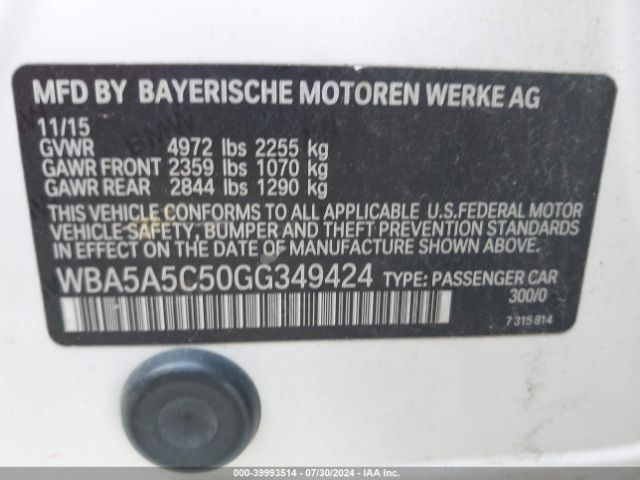 MFD BY BAYERISCHE MOTOREN WERKE AG
11/15
GVWR 4972 lbs 2255 kg
GAWR FRONT 2359 lbs 1070 kg
GAWR REAR 2844 lbs 1290 kg
THIS VEHICLE CONFORMS TO ALL APPLICABLE U.S.FEDERAL MOTOR
VEHICLE SAFETY, BUMPER AND THEFT PREVENTION STANDARDS
IN EFFECT ON THE DATE OF MANUFACTURE SHOWN ABOVE.
WBA5A5C50GG349424 TYPE: PASSENGER CAR
300/0
7 315 814
000-39993514 / 07/30/2024 - IAA Inc.